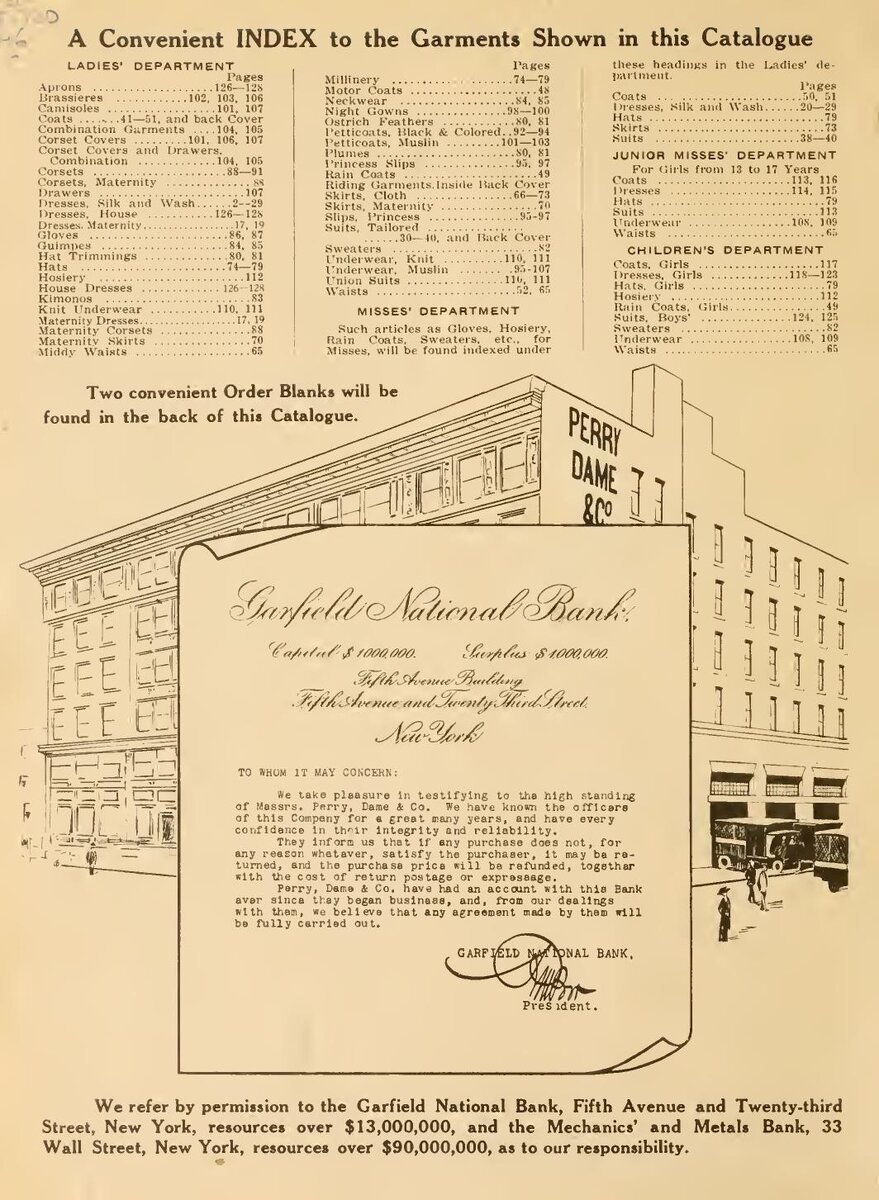 A Convenient INDEX to the Garments Shown in this Catalogue
LADIES' DEPARTMENT
Pages
Aprons ....................126-128
Brassieres ..........102, 103, 106
Camisoles ................101, 107
Coats ......41-51, and back Cover
Combination Garments ....104, 105
Corset Covers .......101, 106, 107
Corset Covers and Drawers,
Combination ...........104, 105
Corsets .....................88-91
Corsets, Maternity ..............88
Drawers ........................107
Dresses, Silk and Wash......2--29
Dresses, House ..........126-128
Dresses, Maternity.............17, 19
Gloves ......................86, 87
Guimpes ....................84, 85
Hat Trimmings ..............80, 81
Hats ........................74-79
Hosiery ........................112
House Dresses ............126-128
Kimonos ........................83
Knit Underwear ...........110, 111
Maternity Dresses..............17, 19
Maternity Corsets ..............88
Maternity Skirts ................70
Middy Waists ...................65
Pages
Millinery ...................74-79
Motor Coats ....................48
Neckwear ...................84, 85
Night Gowns ................98-100
Ostrich Feathers ...........80, 81
Petticoats, Black & Colored..92-94
Petticoats, Muslin ........101-103
Plumes .....................80, 81
Princess Slips ..............95, 97
Rain Coats .....................49
Riding Garments.Inside Back Cover
Skirts, Cloth ...............66-73
Skirts, Maternity ...............70
Slips, Princess ..............95-97
Suits, Tailored ................
......30-40, and Back Cover
Sweaters .......................82
Underwear, Knit ..........110, 111
Underwear, Muslin ........95-107
Union Suits ...............110, 111
Waists ......................52, 65
MISSES' DEPARTMENT
Such articles as Gloves, Hosiery,
Rain Coats, Sweaters, etc., for
Misses, will be found indexed under
these headings in the Ladies' de-
partment.
Pages
Coats ......................50, 51
Dresses, Silk and Wash.....20-29
Hats ...........................79
Skirts ..........................73
Suits .......................38-40
JUNIOR MISSES' DEPARTMENT
For Girls from 13 to 17 Years
Coats ....................113, 116
Dresses ..................114, 115
Hats ...........................79
Suits ..........................113
Underwear ...............108, 109
Waists .........................65
CHILDREN'S DEPARTMENT
Coats, Girls ..................117
Dresses, Girls ...........118-123
Hats, Girls ....................79
Hosiery .......................112
Rain Coats, Girls..............49
Suits, Boys' .............124, 125
Sweaters ......................82
Underwear ...............108, 109
Waists .........................65
Two convenient Order Blanks will be
found in the back of this Catalogue.
PERRY
DAME
& Co
Garfield National Bank,
Capital $1000,000. Surplus $1000,000.
Fifth Avenue Building
Fifth Avenue and Twenty Third Street.
New York
TO WHOM IT MAY CONCERN:
We take pleasure in testifying to the high standing
of Messrs. Perry, Dame & Co. We have known the officers
of this Company for a great many years, and have every
confidence in their integrity and reliability.
They inform us that if any purchase does not, for
any reason whatever, satisfy the purchaser, it may be re-
turned, and the purchase price will be refunded, together
with the cost of return postage or expressage.
Perry, Dame & Co. have had an account with this Bank
ever since they began business, and, from our dealings
with them, we believe that any agreement made by them will
be fully carried out.
GARFIELD NATIONAL BANK,
President.
We refer by permission to the Garfield National Bank, Fifth Avenue and Twenty-third
Street, New York, resources over $13,000,000, and the Mechanics' and Metals Bank, 33
Wall Street, New York, resources over $90,000,000, as to our responsibility.